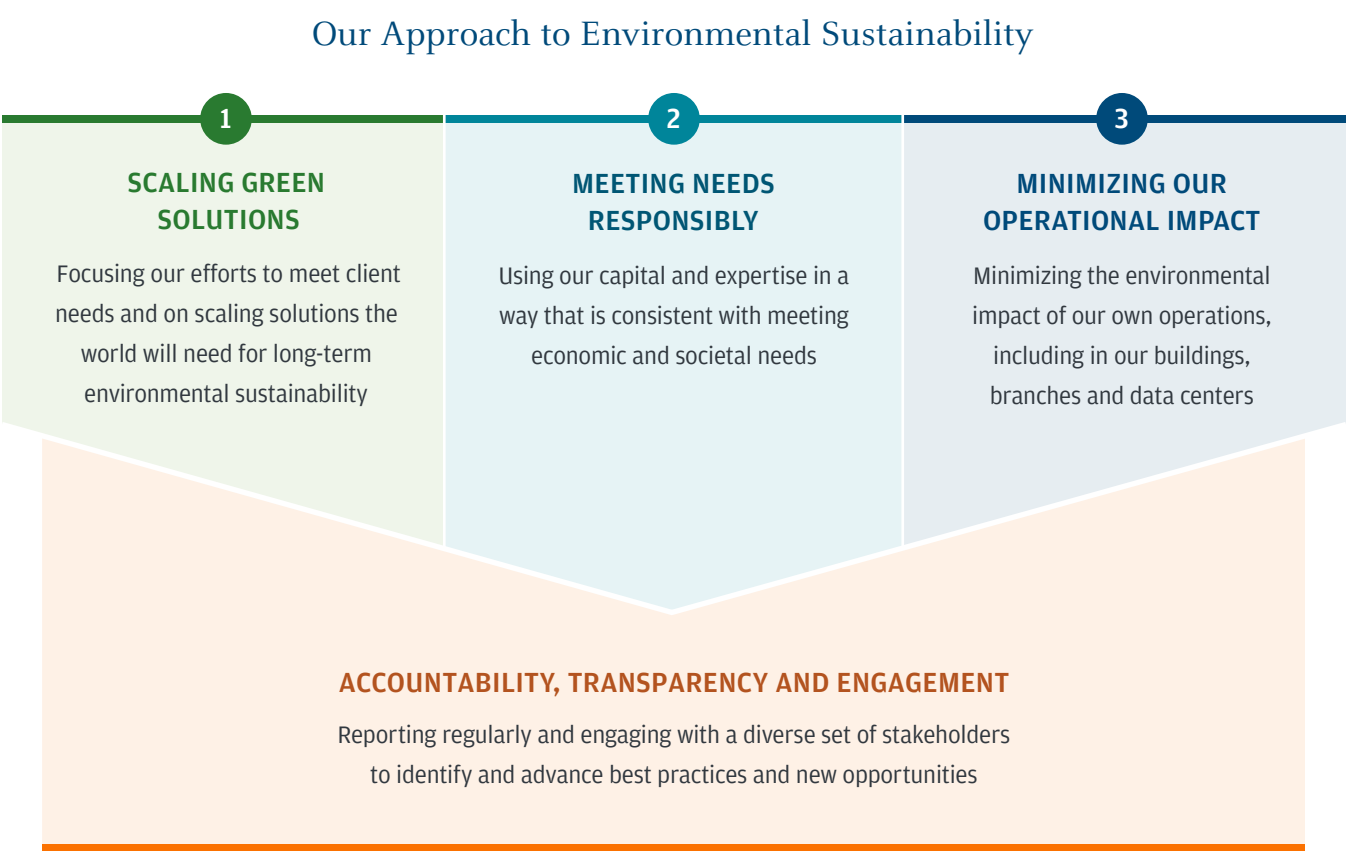 Our Approach to Environmental Sustainability
1
SCALING GREEN
SOLUTIONS
Focusing our efforts to meet client
needs and on scaling solutions the
world will need for long-term
environmental sustainability
2
MEETING NEEDS
RESPONSIBLY
Using our capital and expertise in a
way that is consistent with meeting
economic and societal needs
3
MINIMIZING OUR
OPERATIONAL IMPACT
Minimizing the environmental
impact of our own operations,
including in our buildings,
branches and data centers
ACCOUNTABILITY, TRANSPARENCY AND ENGAGEMENT
Reporting regularly and engaging with a diverse set of stakeholders
to identify and advance best practices and new opportunities